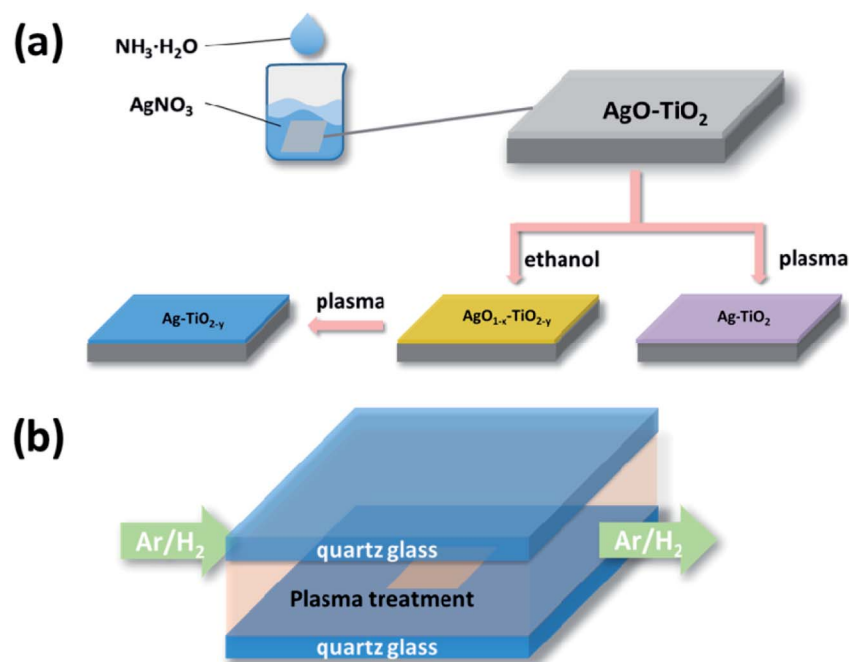 (a)
NH₃·H₂O
AgNO₃
AgO-TiO₂
ethanol
plasma
plasma
Ag-TiO₂₋ᵧ
AgO₁₋ₓ-TiO₂₋ᵧ
Ag-TiO₂
(b)
Ar/H₂
quartz glass
Ar/H₂
Plasma treatment
quartz glass